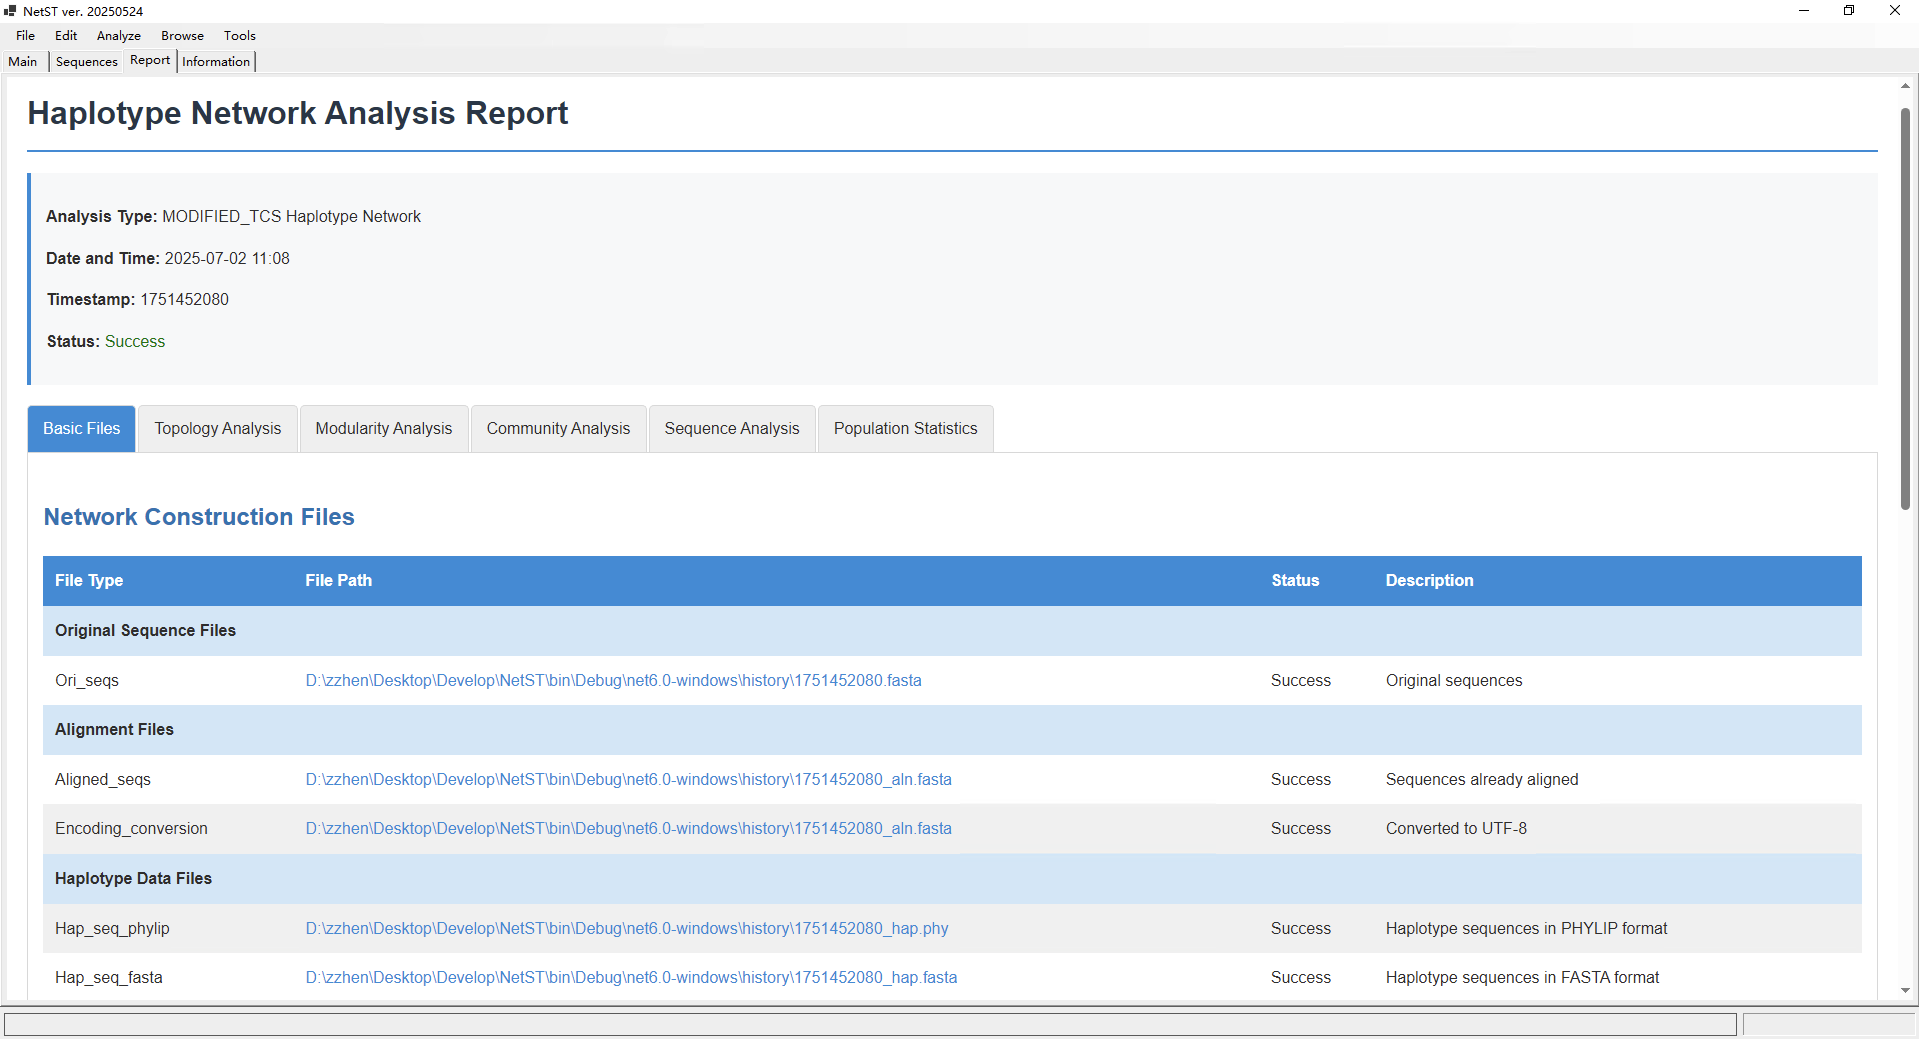 NetST ver. 20250524
File Edit Analyze Browse Tools
Main Sequences Report Information
Haplotype Network Analysis Report
Analysis Type: MODIFIED_TCS Haplotype Network
Date and Time: 2025-07-02 11:08
Timestamp: 1751452080
Status: Success
Basic Files Topology Analysis Modularity Analysis Community Analysis Sequence Analysis Population Statistics
Network Construction Files
File Type File Path Status Description
Original Sequence Files
Ori_seqs D:\zzhen\Desktop\Develop\NetST\bin\Debug\net6.0-windows\history\1751452080.fasta Success Original sequences
Alignment Files
Aligned_seqs D:\zzhen\Desktop\Develop\NetST\bin\Debug\net6.0-windows\history\1751452080_aln.fasta Success Sequences already aligned
Encoding_conversion D:\zzhen\Desktop\Develop\NetST\bin\Debug\net6.0-windows\history\1751452080_aln.fasta Success Converted to UTF-8
Haplotype Data Files
Hap_seq_phylip D:\zzhen\Desktop\Develop\NetST\bin\Debug\net6.0-windows\history\1751452080_hap.phy Success Haplotype sequences in PHYLIP format
Hap_seq_fasta D:\zzhen\Desktop\Develop\NetST\bin\Debug\net6.0-windows\history\1751452080_hap.fasta Success Haplotype sequences in FASTA format